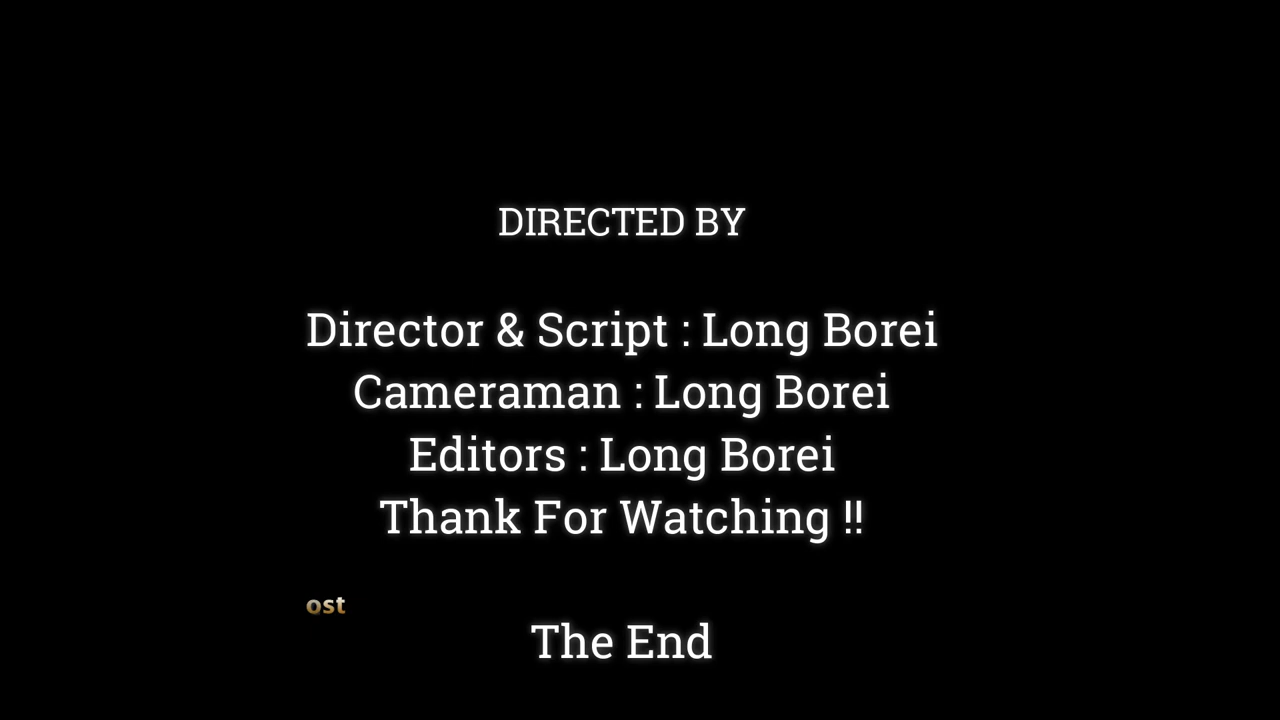 DIRECTED BY
Director & Script : Long Borei
Cameraman : Long Borei
Editors : Long Borei
Thank For Watching !!
ost
The End